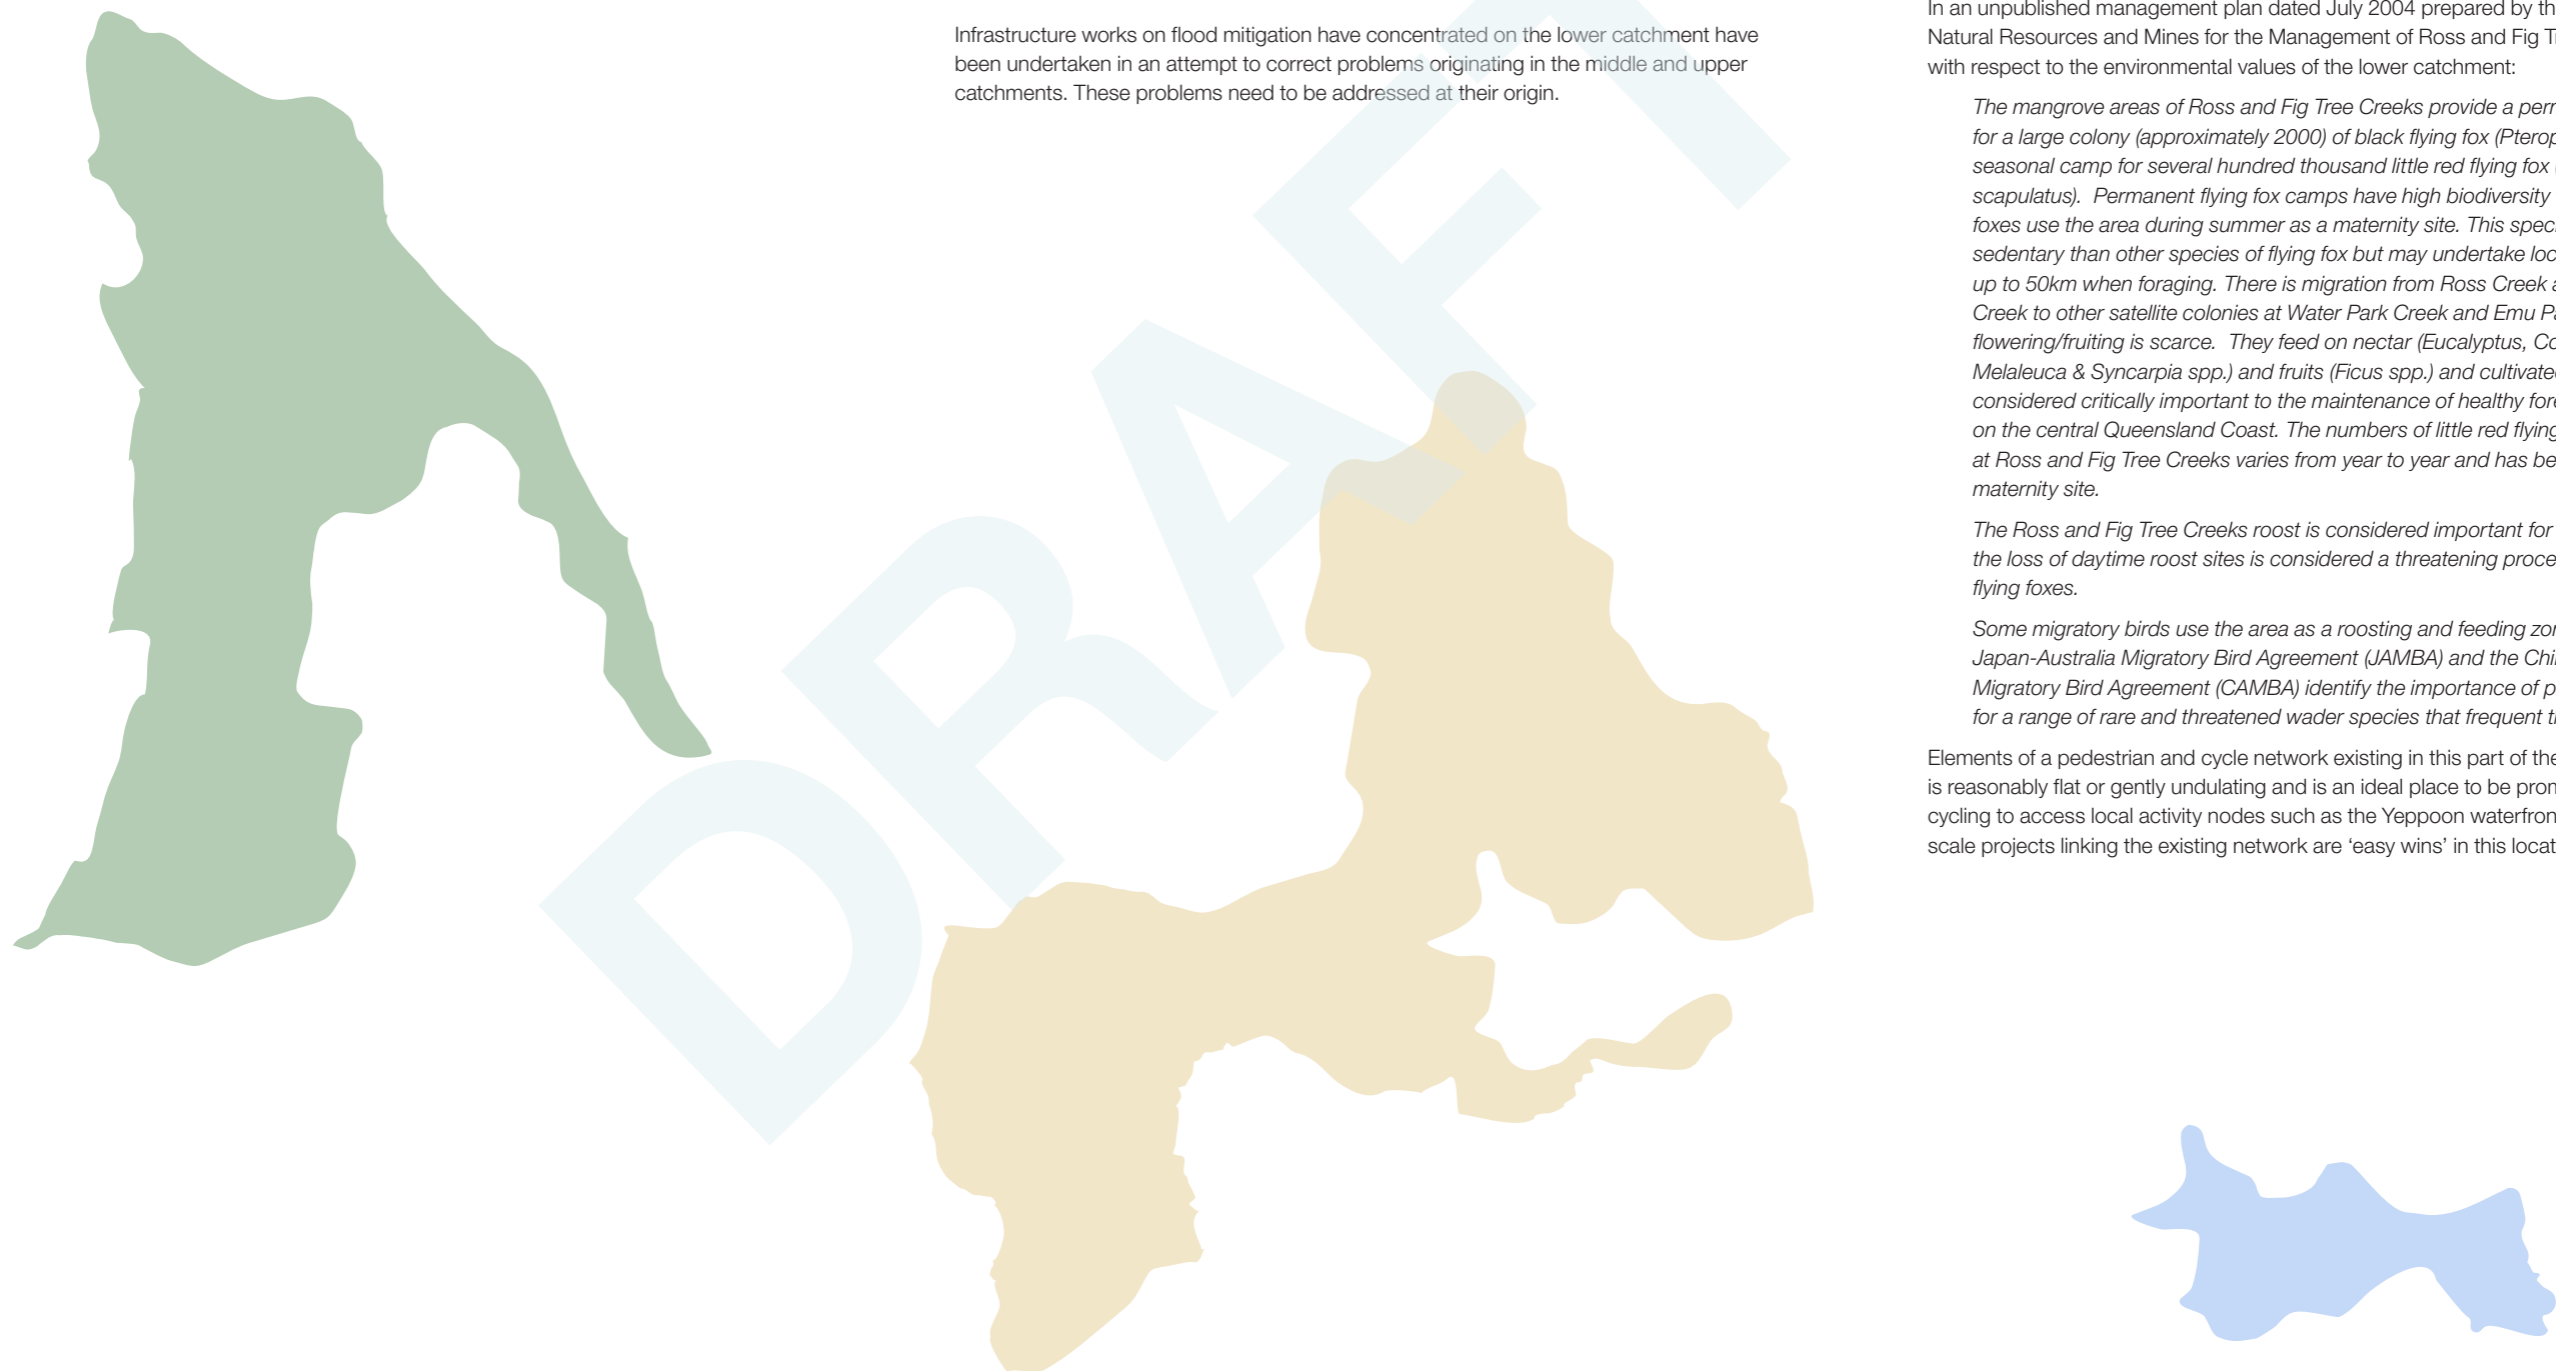 Infrastructure works on flood mitigation have concentrated on the lower catchment have
been undertaken in an attempt to correct problems originating in the middle and upper
catchments. These problems need to be addressed at their origin.
In an unpublished management plan dated July 2004 prepared by th
Natural Resources and Mines for the Management of Ross and Fig T
with respect to the environmental values of the lower catchment:
The mangrove areas of Ross and Fig Tree Creeks provide a perr
for a large colony (approximately 2000) of black flying fox (Pterop
seasonal camp for several hundred thousand little red flying fox
scapulatus). Permanent flying fox camps have high biodiversity
foxes use the area during summer as a maternity site. This speci
sedentary than other species of flying fox but may undertake loc
up to 50km when foraging. There is migration from Ross Creek a
Creek to other satellite colonies at Water Park Creek and Emu Pa
flowering/fruiting is scarce. They feed on nectar (Eucalyptus, Co
Melaleuca & Syncarpia spp.) and fruits (Ficus spp.) and cultivated
considered critically important to the maintenance of healthy fore
on the central Queensland Coast. The numbers of little red flying
at Ross and Fig Tree Creeks varies from year to year and has be
maternity site.
The Ross and Fig Tree Creeks roost is considered important for
the loss of daytime roost sites is considered a threatening proce
flying foxes.
Some migratory birds use the area as a roosting and feeding zon
Japan-Australia Migratory Bird Agreement (JAMBA) and the Chi
Migratory Bird Agreement (CAMBA) identify the importance of p
for a range of rare and threatened wader species that frequent t
Elements of a pedestrian and cycle network existing in this part of the
is reasonably flat or gently undulating and is an ideal place to be pron
cycling to access local activity nodes such as the Yeppoon waterfron
scale projects linking the existing network are ‘easy wins’ in this locat
DRAFT